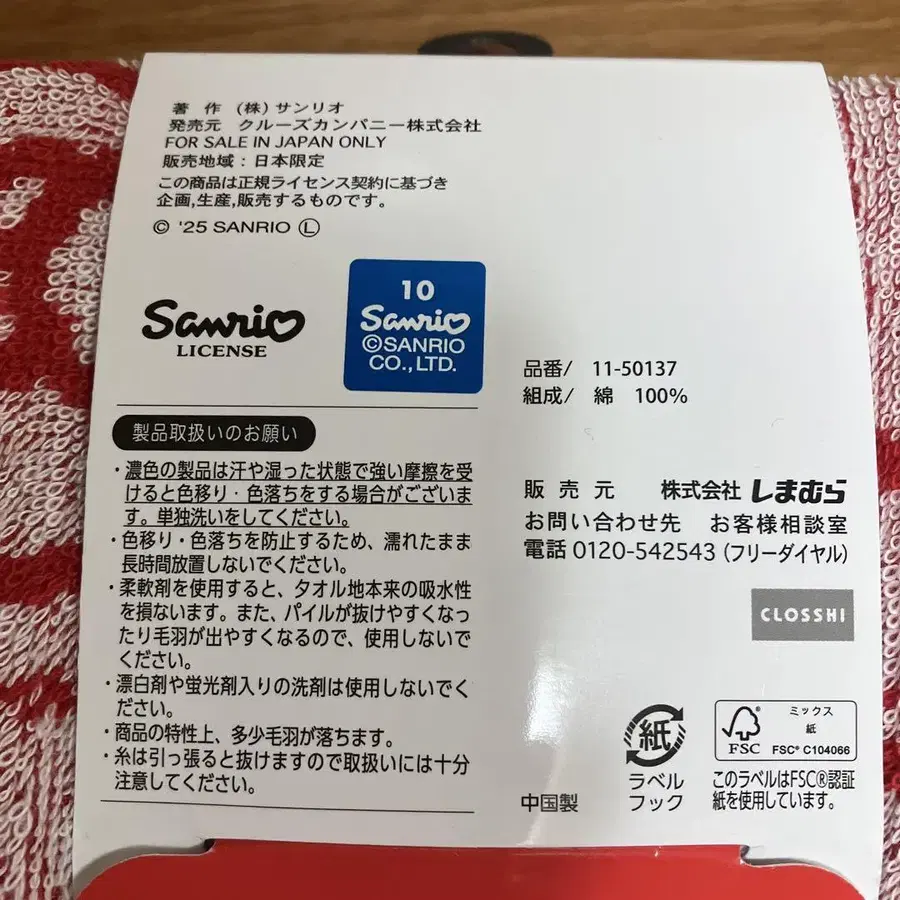 著 作 (株) サンリオ
発売元 クルーズカンパニー株式会社
FOR SALE IN JAPAN ONLY
販売地域：日本限定
この商品は正規ライセンス契約に基づき
企画,生産,販売するものです。
© '25 SANRIO Ⓛ
Sanrio
LICENSE
10
Sanrio
©SANRIO
CO.,LTD.
製品取扱いのお願い
・濃色の製品は汗や湿った状態で強い摩擦を受
けると色移り・色落ちをする場合がございま
す。単独洗いをしてください。
・色移り・色落ちを防止するため、濡れたまま
長時間放置しないでください。
・柔軟剤を使用すると、タオル地本来の吸水性
を損ないます。また、パイルが抜けやすくなっ
たり毛羽が出やすくなるので、使用しないで
ください。
・漂白剤や蛍光剤入りの洗剤は使用しないでく
ださい。
・商品の特性上、多少毛羽が落ちます。
・糸は引っ張ると抜けますので取扱いには十分
注意してください。
品番/ 11-50137
組成/ 綿 100%
販売元 株式会社 しまむら
お問い合わせ先 お客様相談室
電話 0120-542543 (フリーダイヤル)
CLOSSHI
中国製
紙
ラベル
フック
FSC
ミックス
紙
FSC® C104066
このラベルはFSC®認証
紙を使用しています。